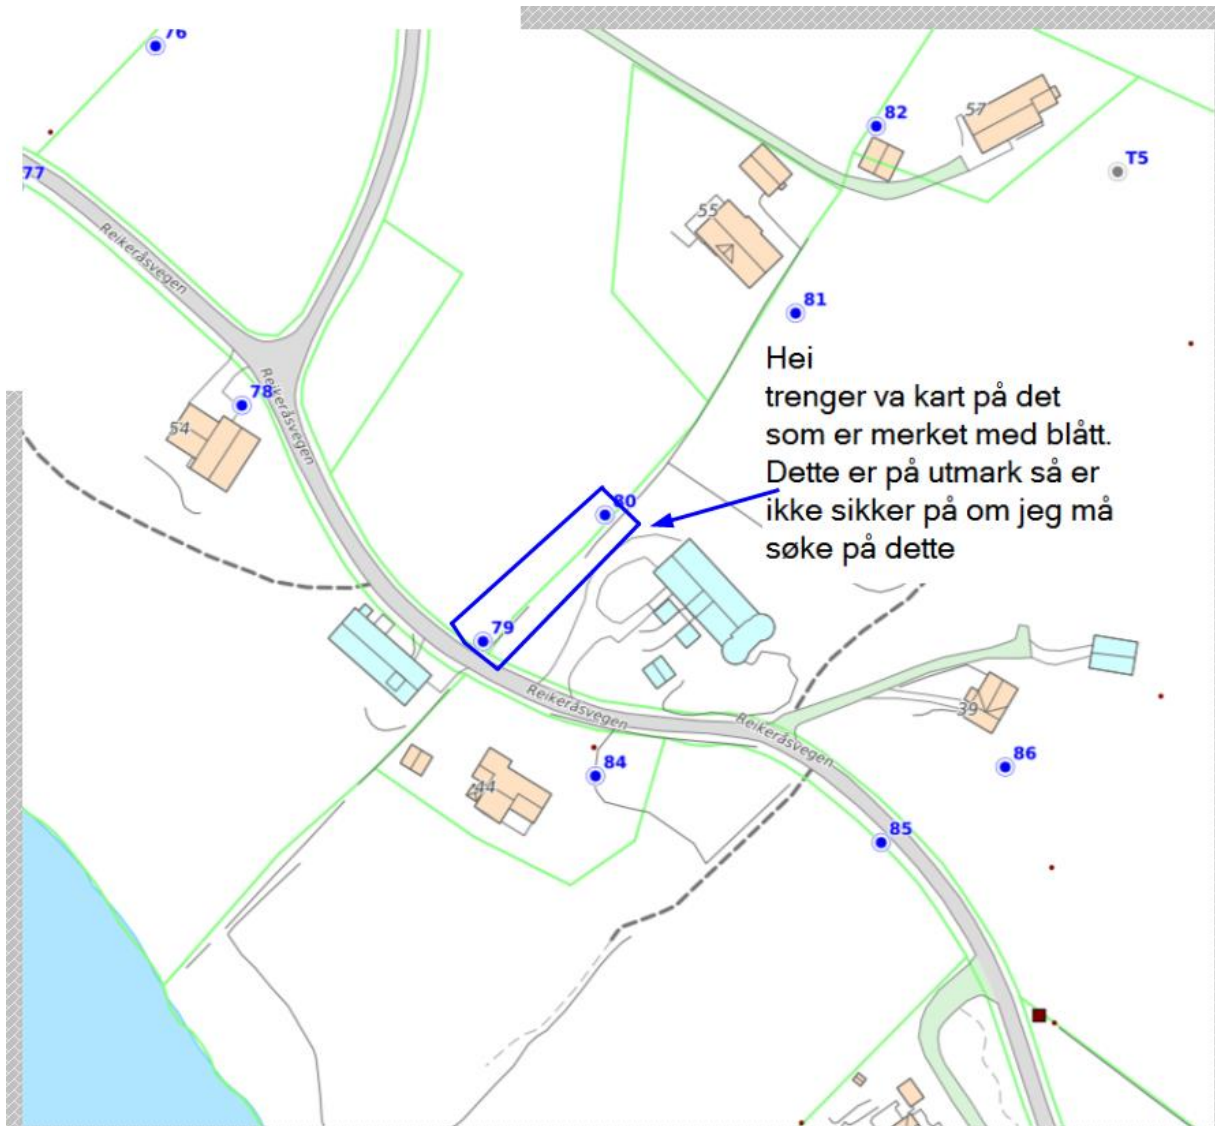 76
82
57
T5
77
55
Reikeråsvegen
81
Hei
trenger va kart på det
som er merket med blått.
Dette er på utmark så er
ikke sikker på om jeg må
søke på dette
78
Reikeråsvegen
54
80
79
Reikeråsvegen
39
Reikeråsvegen
86
84
44
85